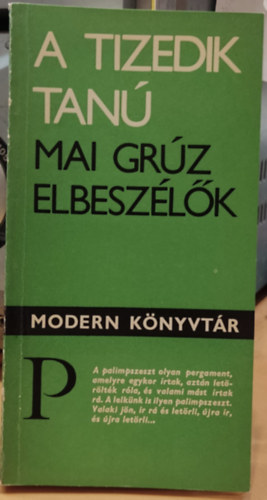 A TIZEDIK
TANÚ
MAI GRÚZ
ELBESZÉLŐK
MODERN KÖNYVTÁR
P
A palimpszeszt olyan pergament,
amelyre egykor írtak, aztán letö-
rölték róla, és valami mást írtak
rá. A lelkünk is ilyen palimpszeszt.
Valaki jön, ír rá és letörli, újra ír,
és újra letörli...